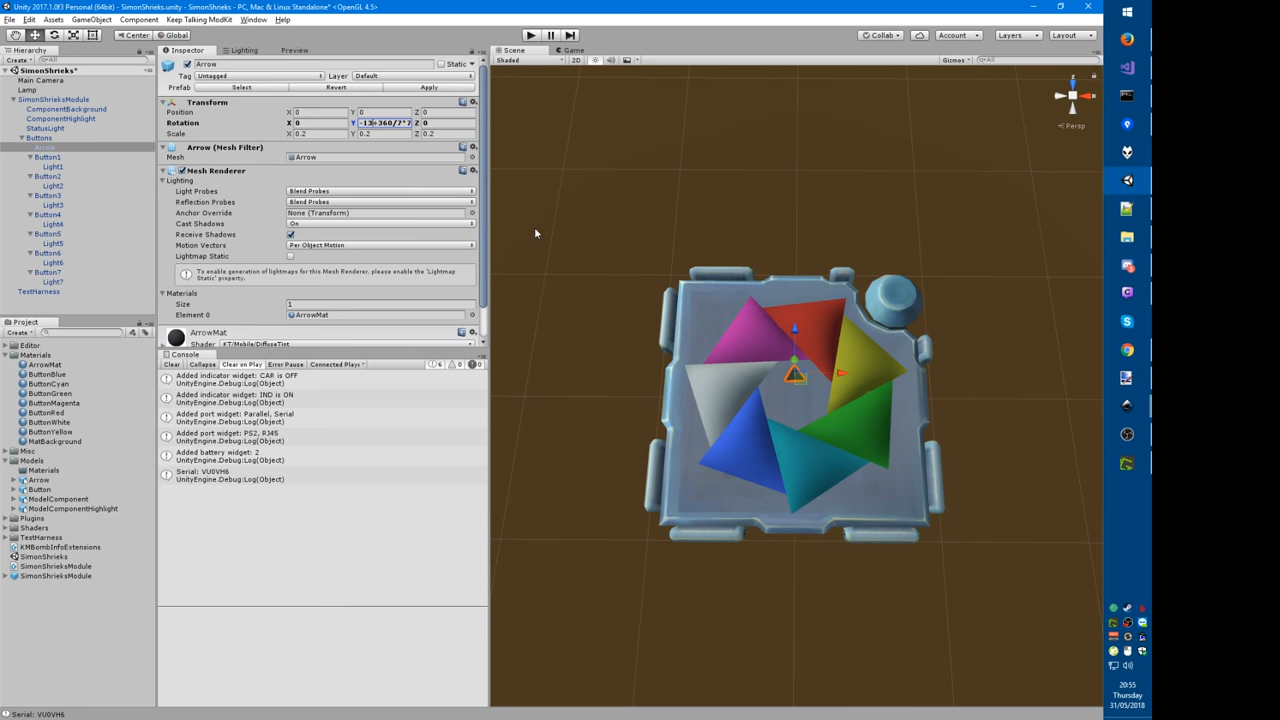 Unity 2017.1.0f3 Personal (64bit) - SimonShrieks.unity - SimonShrieks - PC, Mac & Linux Standalone* <OpenGL 4.5>
File Edit Assets GameObject Component Keep Talking ModKit Window Help
Center Global Collab Account Layers Layout
Hierarchy
Create All
SimonShrieks*
Main Camera
Lamp
SimonShrieksModule
ComponentBackground
ComponentHighlight
StatusLight
Buttons
Arrow
Button1
Light1
Button2
Light2
Button3
Light3
Button4
Light4
Button5
Light5
Button6
Light6
Button7
Light7
TestHarness
Project
Create
Editor
Materials
ArrowMat
ButtonBlue
ButtonCyan
ButtonGreen
ButtonMagenta
ButtonRed
ButtonWhite
ButtonYellow
MatBackground
Misc
Models
Materials
Arrow
Button
ModelComponent
ModelComponentHighlight
Plugins
Shaders
TestHarness
KMBombInfoExtensions
SimonShrieks
SimonShrieksModule
SimonShrieksModule
Inspector Lighting Preview
Arrow Static
Tag Untagged Layer Default
Prefab Select Revert Apply
Transform
Position X 0 Y 0 Z 0
Rotation X 0 Y -13+360/7*7 Z 0
Scale X 0.2 Y 0.2 Z 0.2
Arrow (Mesh Filter)
Mesh Arrow
Mesh Renderer
Lighting
Light Probes Blend Probes
Reflection Probes Blend Probes
Anchor Override None (Transform)
Cast Shadows On
Receive Shadows
Motion Vectors Per Object Motion
Lightmap Static
To enable generation of lightmaps for this Mesh Renderer, please enable the 'Lightmap
Static' property.
Materials
Size 1
Element 0 ArrowMat
ArrowMat
Shader KT/Mobile/DiffuseTint
Console
Clear Collapse Clear on Play Error Pause Connected Play 6 0 0
Added indicator widget: CAR is OFF
UnityEngine.Debug:Log(Object)
Added indicator widget: IND is ON
UnityEngine.Debug:Log(Object)
Added port widget: Parallel, Serial
UnityEngine.Debug:Log(Object)
Added port widget: PS2, RJ45
UnityEngine.Debug:Log(Object)
Added battery widget: 2
UnityEngine.Debug:Log(Object)
Serial: VU0VH6
UnityEngine.Debug:Log(Object)
Scene Game
Shaded 2D Gizmos All
z
x
Persp
20:55
Thursday
31/05/2018
Serial: VU0VH6